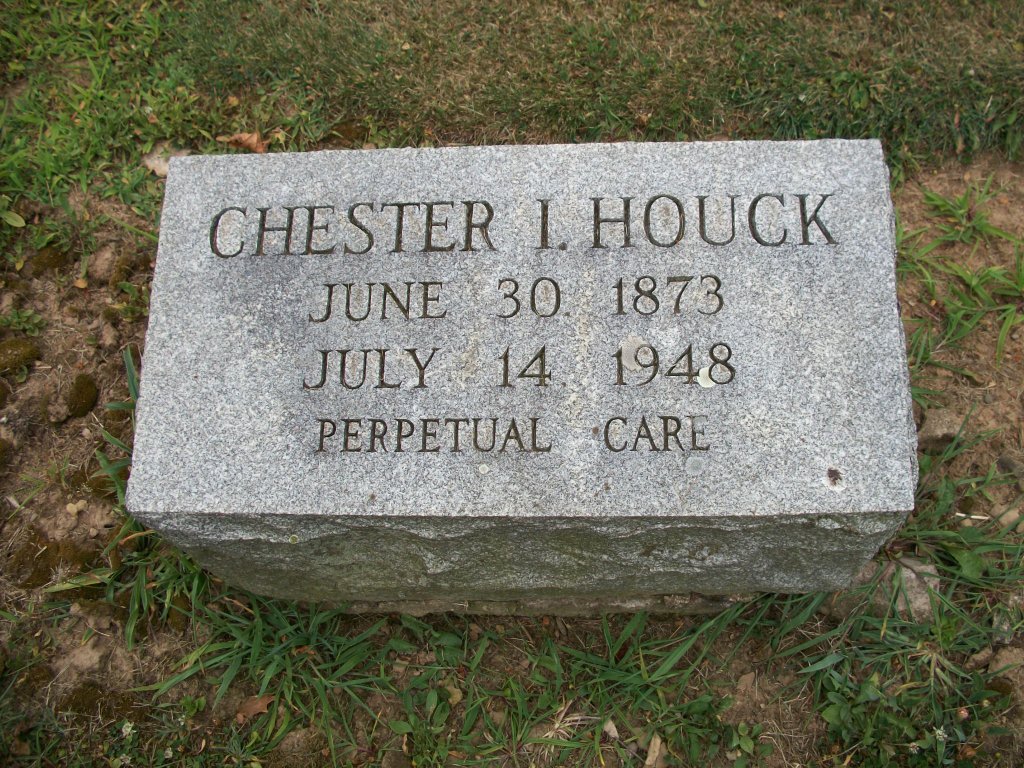 CHESTER I. HOUCK
JUNE 30. 1873
JULY 14. 1948
PERPETUAL CARE